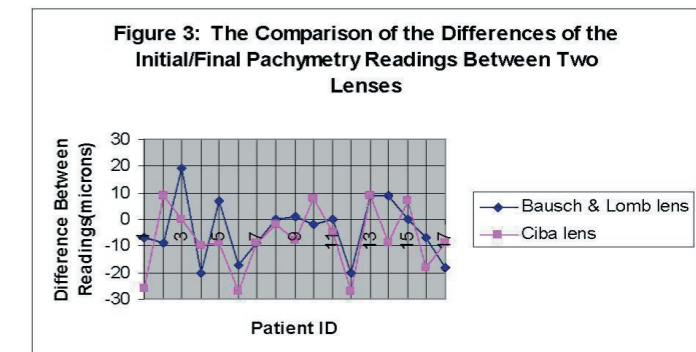 Figure 3: The Comparison of the Differences of the
Initial/Final Pachymetry Readings Between Two
Lenses
Difference Between
Readings(microns)
30
20
10
0
-10
-20
-30
1
3
5
7
9
11
13
15
17
Patient ID
Bausch & Lomb lens
Ciba lens